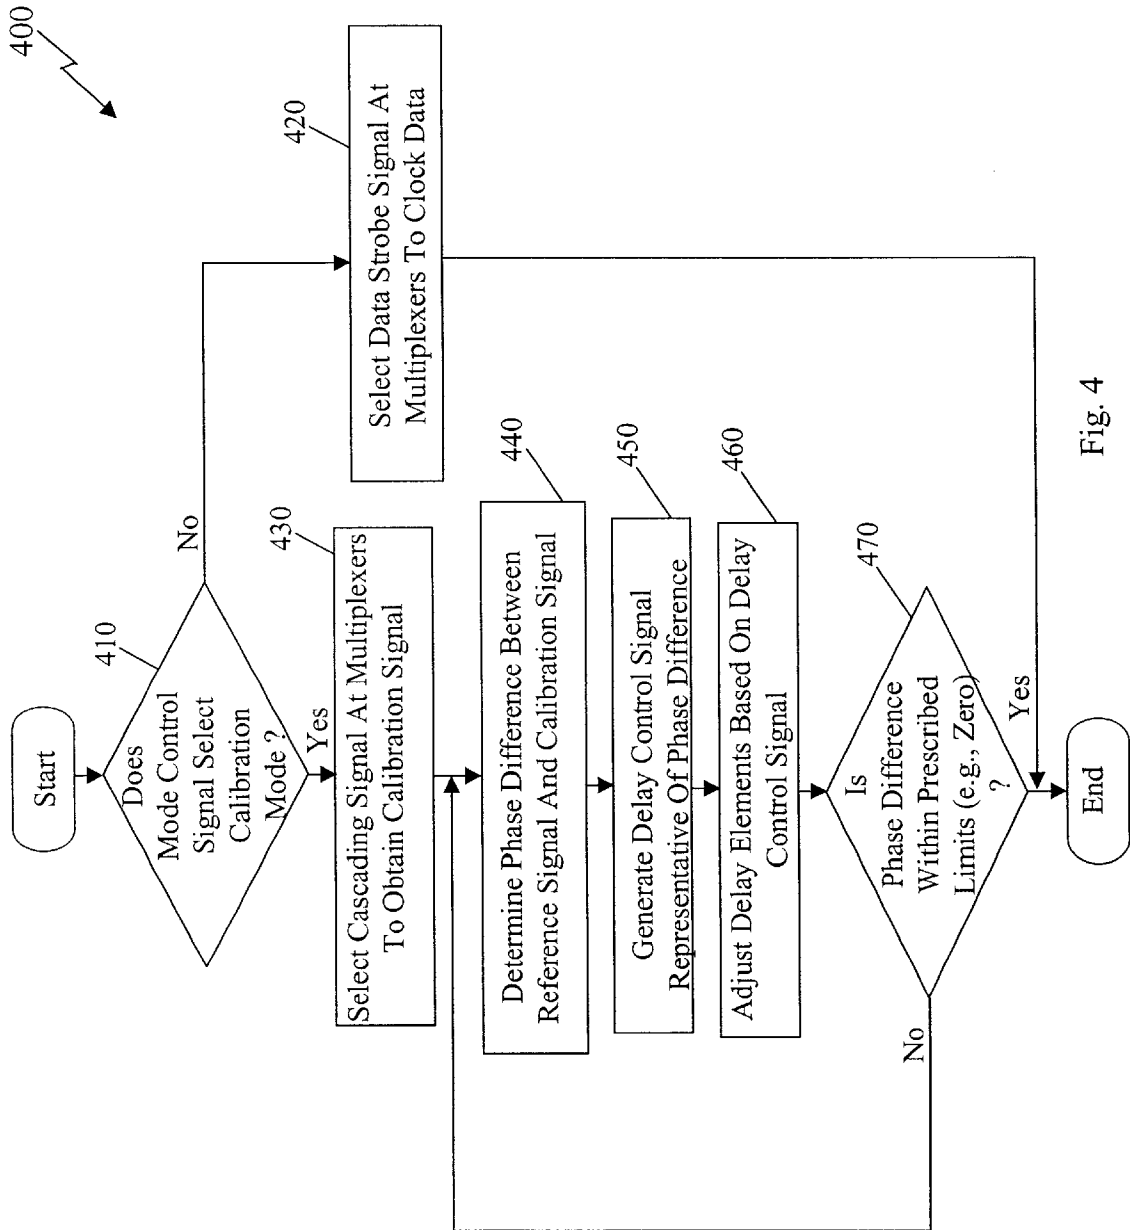 400
Start
410
Does
Mode Control
Signal Select
Calibration
Mode ?
No
Yes
420
Select Data Strobe Signal At
Multiplexers To Clock Data
430
Select Cascading Signal At Multiplexers
To Obtain Calibration Signal
440
Determine Phase Difference Between
Reference Signal And Calibration Signal
450
Generate Delay Control Signal
Representative Of Phase Difference
460
Adjust Delay Elements Based On Delay
Control Signal
470
Is
Phase Difference
Within Prescribed
Limits (e.g., Zero)
?
No
Yes
End
Fig. 4